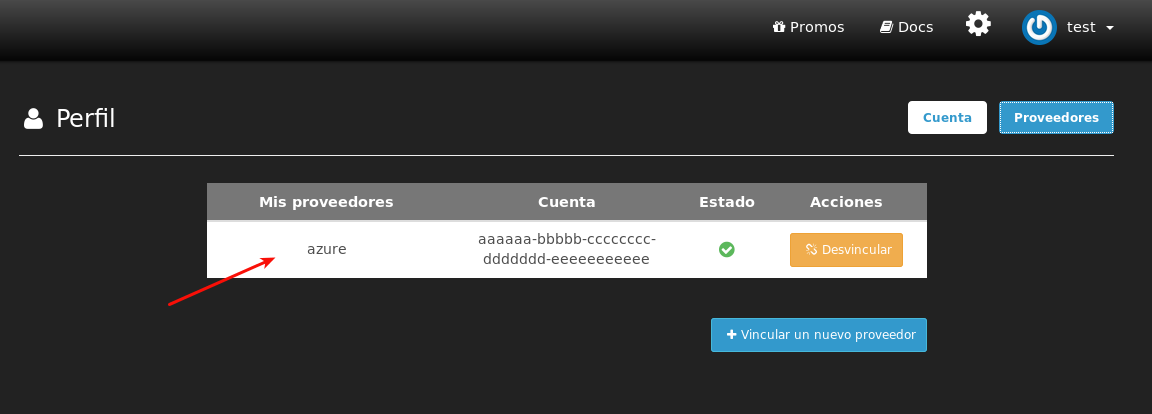 Promos Docs test
Perfil
Cuenta Proveedores
Mis proveedores Cuenta Estado Acciones
azure aaaaaa-bbbbb-cccccccc-
ddddddd-eeeeeeeeeee Desvincular
Vincular un nuevo proveedor